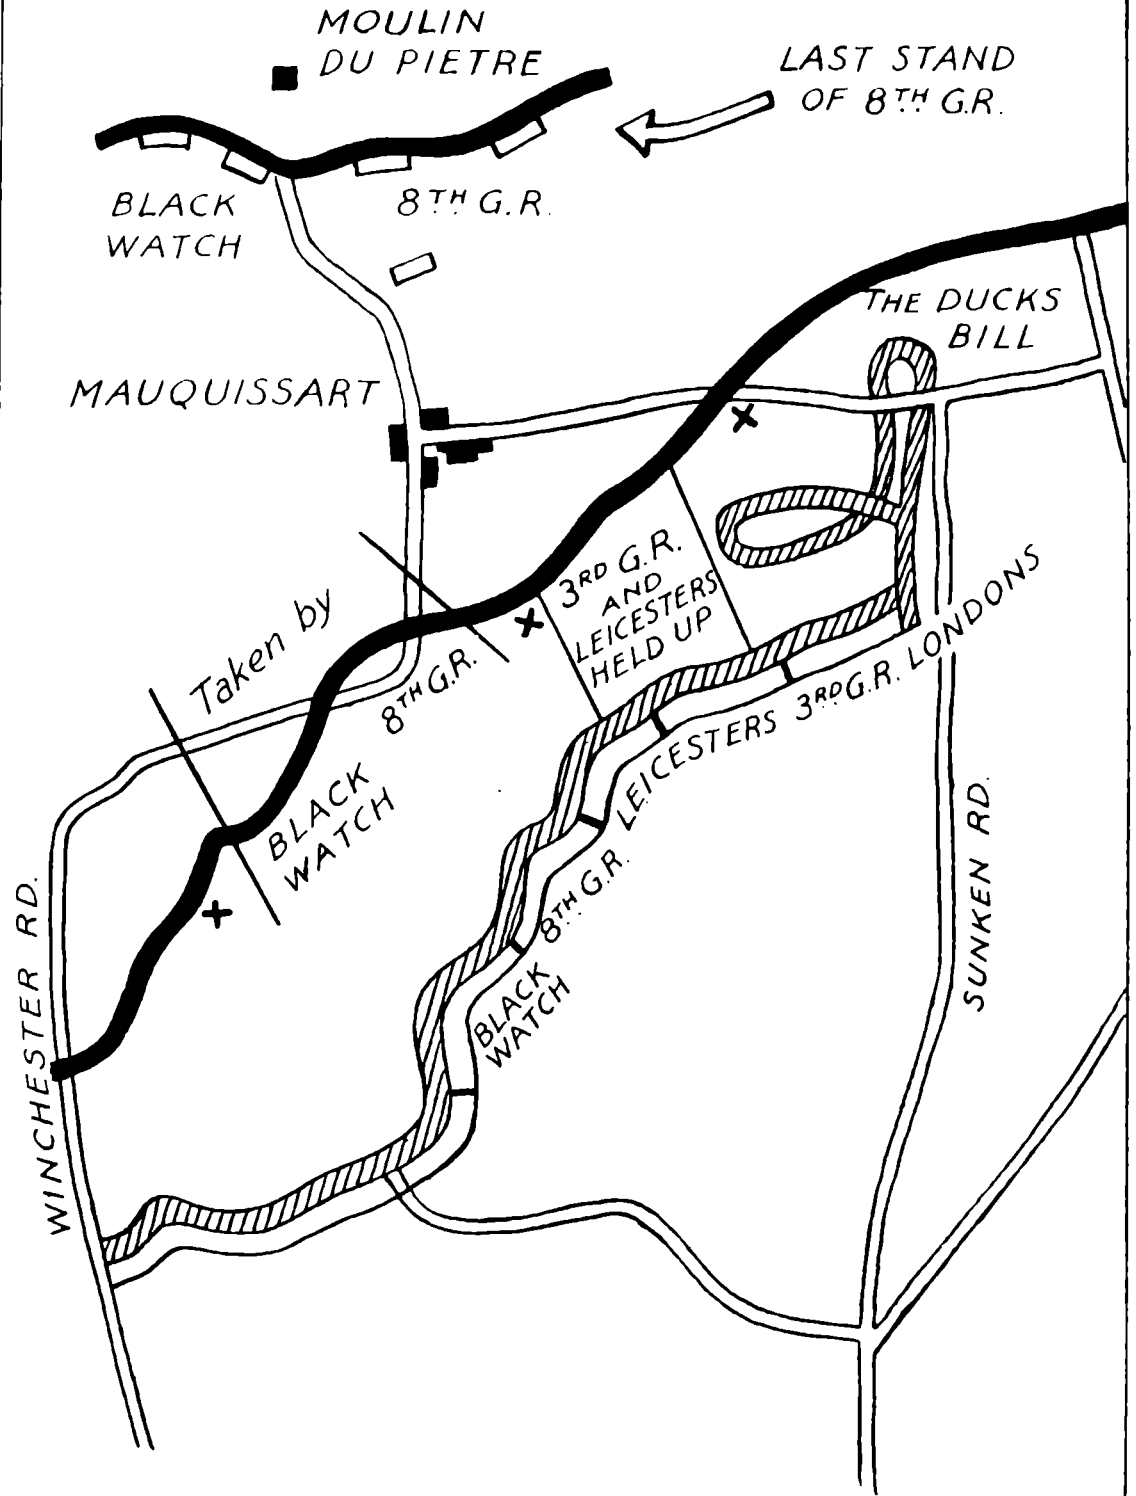 MOULIN
DU PIETRE
LAST STAND
OF 8TH G.R.
BLACK
WATCH
8TH G.R.
THE DUCKS
BILL
MAUQUISSART
3RD G.R.
AND
LEICESTERS
HELD UP
Taken by
8TH G.R.
BLACK
WATCH
LONDONS
3RD G.R.
LEICESTERS
8TH G.R.
BLACK
WATCH
SUNKEN RD.
WINCHESTER RD.